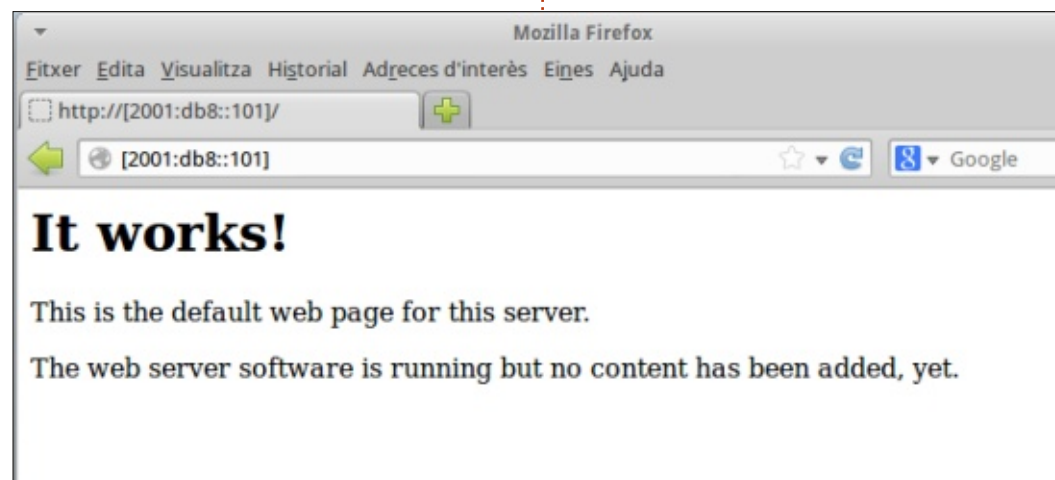 Mozilla Firefox
Fitxer Edita Visualitza Historial Adreces d'interès Eines Ajuda
http://[2001:db8::101]/
[2001:db8::101]
8 Google
It works!
This is the default web page for this server.
The web server software is running but no content has been added, yet.